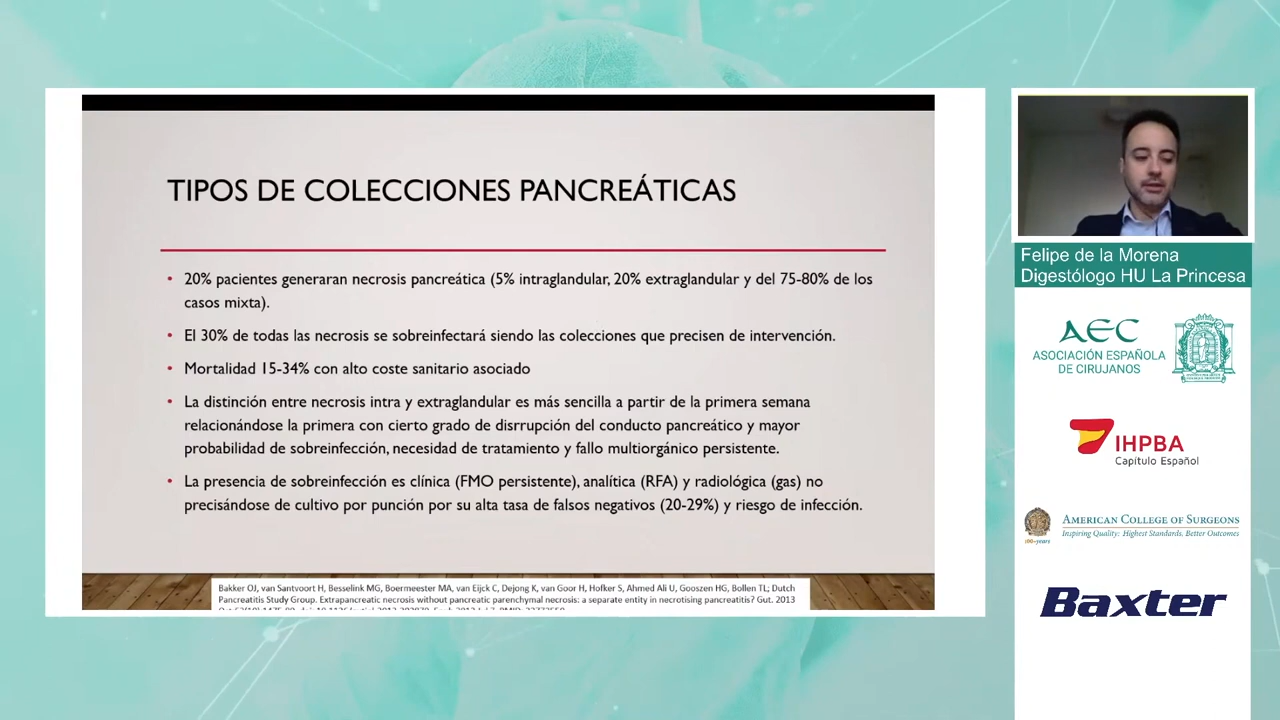 TIPOS DE COLECCIONES PANCREÁTICAS
• 20% pacientes generaran necrosis pancreática (5% intraglandular, 20% extraglandular y del 75-80% de los
casos mixta).
• El 30% de todas las necrosis se sobreinfectará siendo las colecciones que precisen de intervención.
• Mortalidad 15-34% con alto coste sanitario asociado
• La distinción entre necrosis intra y extraglandular es más sencilla a partir de la primera semana
relacionándose la primera con cierto grado de disrrupción del conducto pancreático y mayor
probabilidad de sobreinfección, necesidad de tratamiento y fallo multiorgánico persistente.
• La presencia de sobreinfección es clínica (FMO persistente), analítica (RFA) y radiológica (gas) no
precisándose de cultivo por punción por su alta tasa de falsos negativos (20-29%) y riesgo de infección.
Bakker OJ, van Santvoort H, Besselink MG, Boermeester MA, van Eijck C, Dejong K, van Goor H, Hofker S, Ahmed Ali U, Gooszen HG, Bollen TL; Dutch
Pancreatitis Study Group. Extrapancreatic necrosis without pancreatic parenchymal necrosis: a separate entity in necrotising pancreatitis? Gut. 2013
Felipe de la Morena
Digestólogo HU La Princesa
AEC
ASOCIACIÓN ESPAÑOLA
DE CIRUJANOS
IHPBA
Capítulo Español
AMERICAN COLLEGE OF SURGEONS
Inspiring Quality: Highest Standards, Better Outcomes
100+years
Baxter